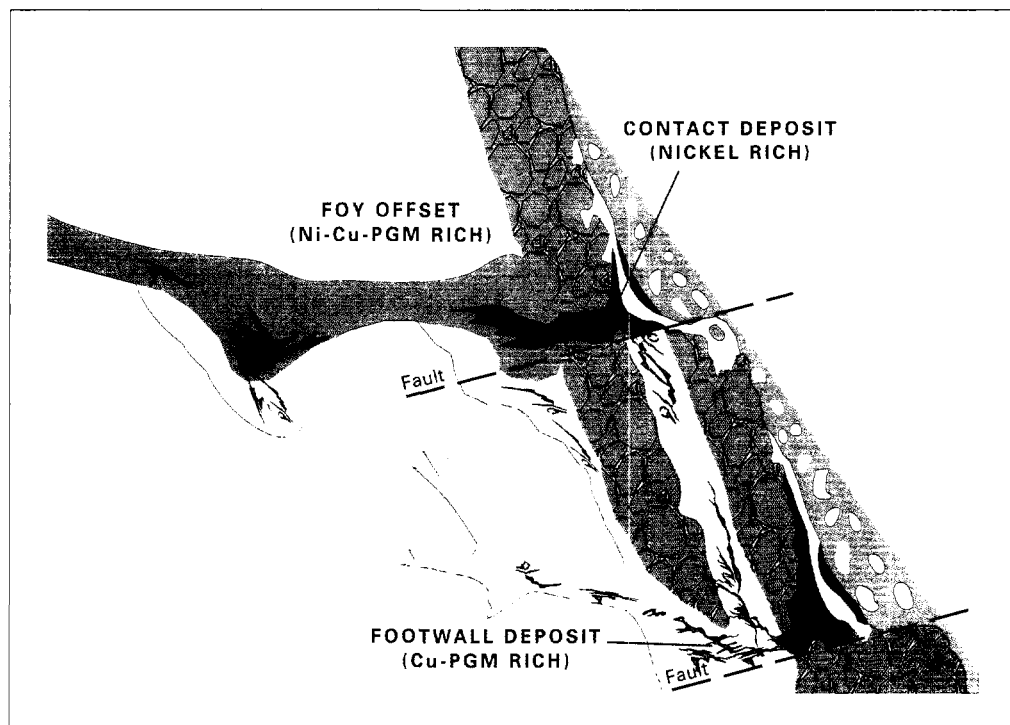 CONTACT DEPOSIT
(NICKEL RICH)
FOY OFFSET
(Ni-Cu-PGM RICH)
Fault
FOOTWALL DEPOSIT
(Cu-PGM RICH)
Fault